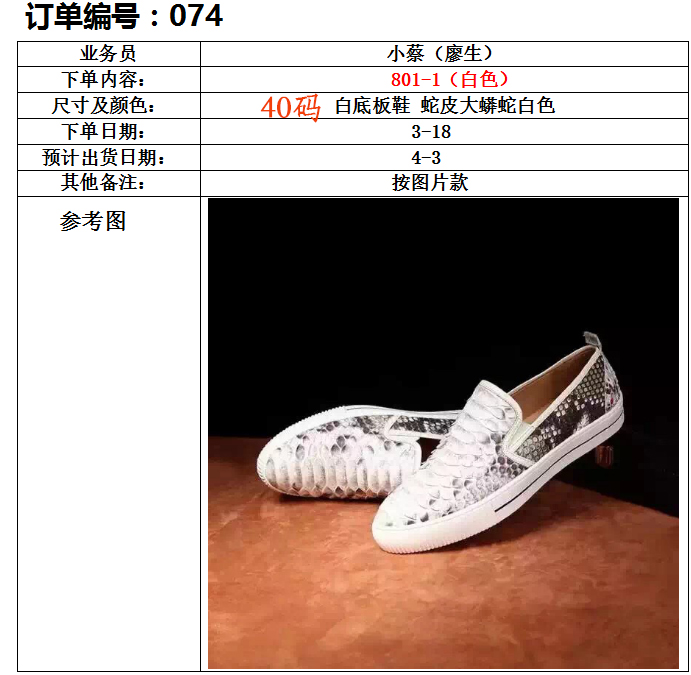 订单编号：074
业务员 小蔡（廖生）
下单内容： 801-1（白色）
尺寸及颜色： 40码 白底板鞋 蛇皮大蟒蛇白色
下单日期： 3-18
预计出货日期： 4-3
其他备注： 按图片款
参考图